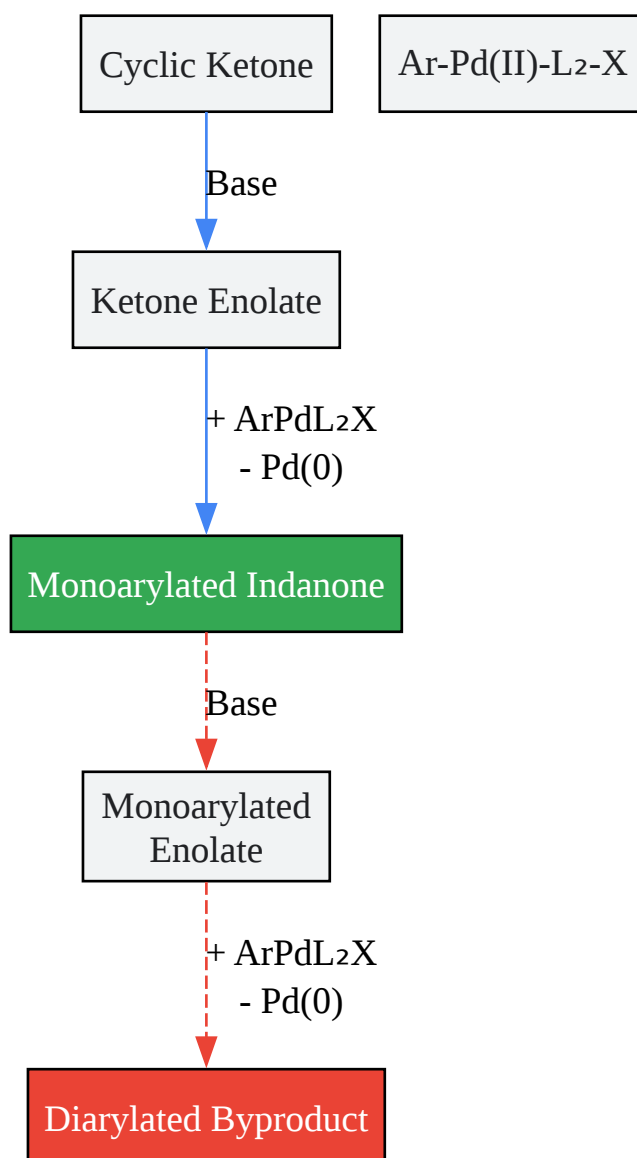 Cyclic Ketone
Ar-Pd(II)-L₂-X
Base
Ketone Enolate
+ ArPdL₂X
- Pd(0)
Monoarylated Indanone
Base
Monoarylated
Enolate
+ ArPdL₂X
- Pd(0)
Diarylated Byproduct